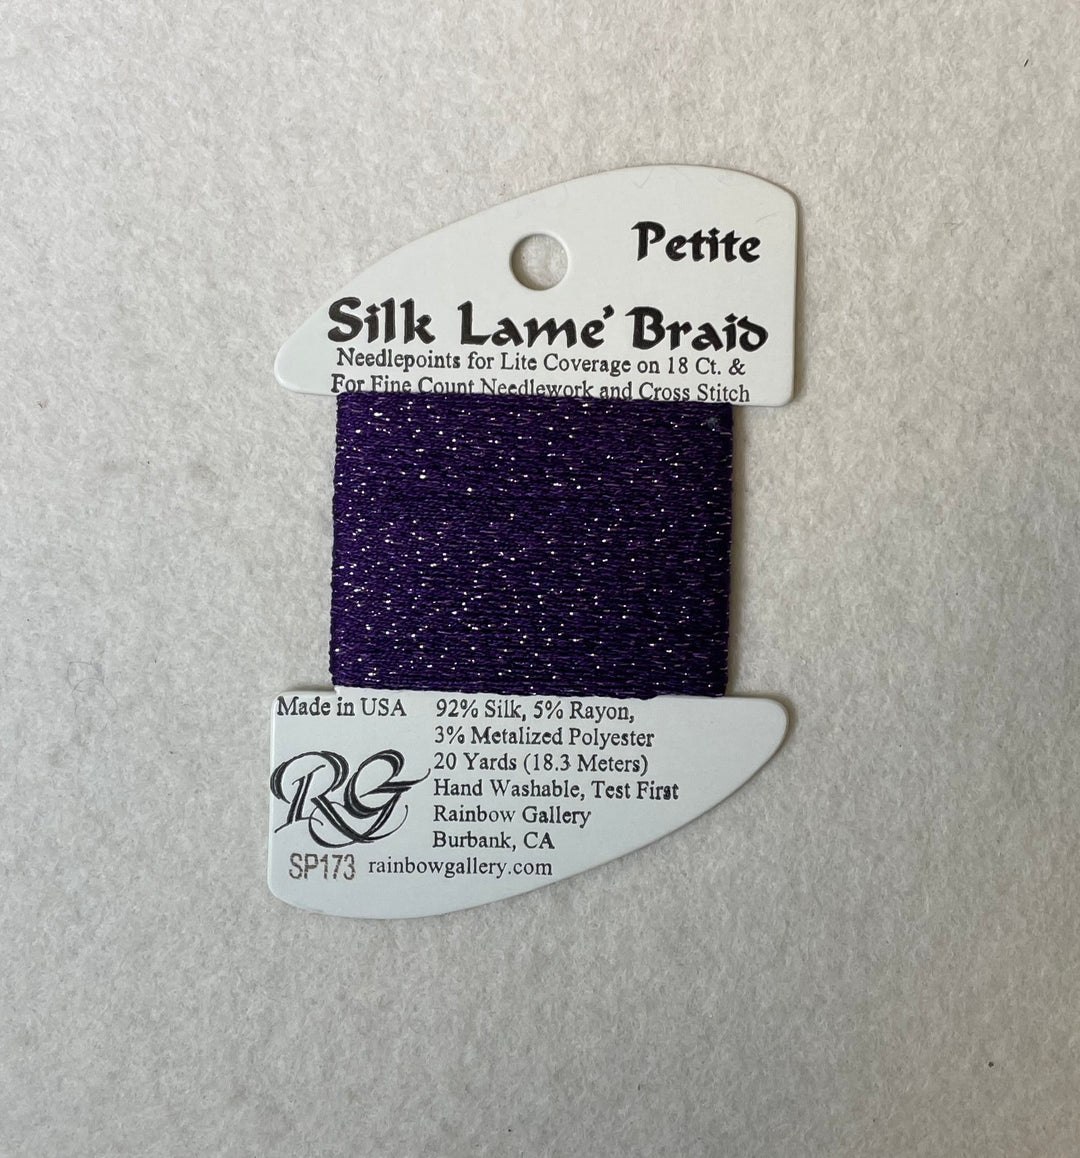 Petite
Silk Lame' Braid
Needlepoints for Lite Coverage on 18 Ct. &
For Fine Count Needlework and Cross Stitch
Made in USA
92% Silk, 5% Rayon,
3% Metalized Polyester
20 Yards (18.3 Meters)
Hand Washable, Test First
Rainbow Gallery
Burbank, CA
RG
SP173 rainbowgallery.com